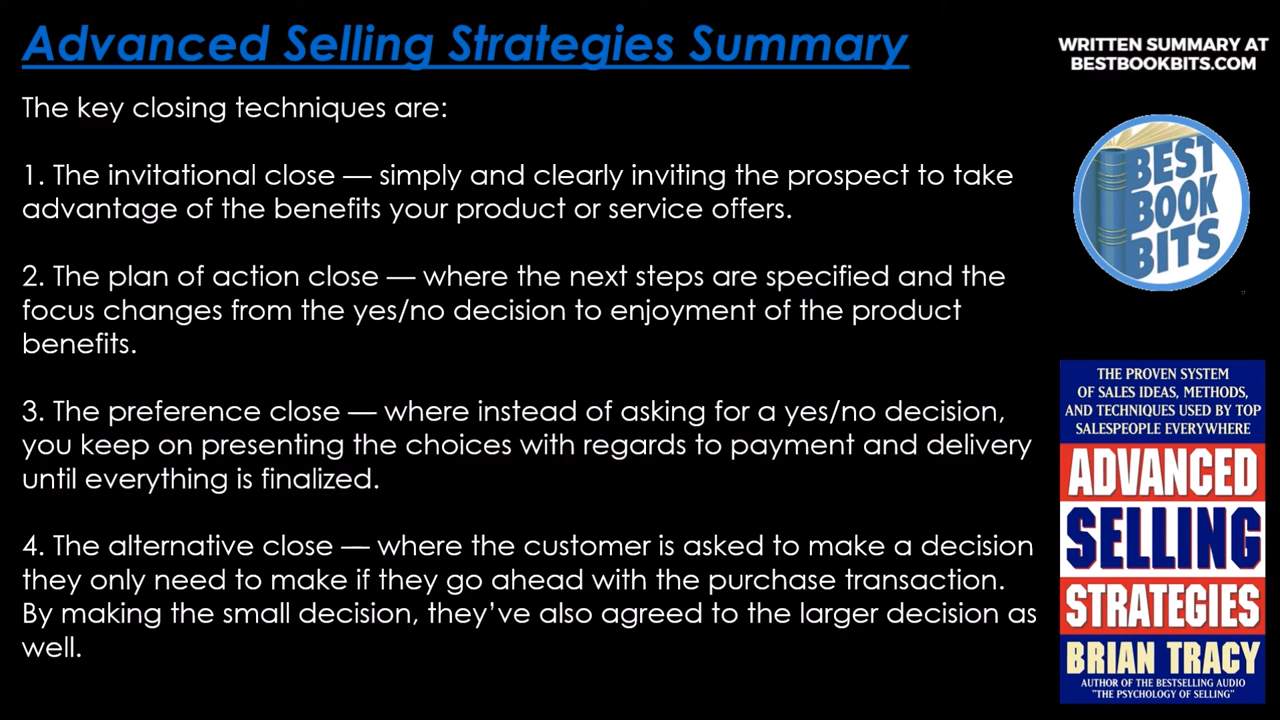 Advanced Selling Strategies Summary
WRITTEN SUMMARY AT
BESTBOOKBITS.COM
The key closing techniques are:
1. The invitational close — simply and clearly inviting the prospect to take
advantage of the benefits your product or service offers.
2. The plan of action close — where the next steps are specified and the
focus changes from the yes/no decision to enjoyment of the product
benefits.
3. The preference close — where instead of asking for a yes/no decision,
you keep on presenting the choices with regards to payment and delivery
until everything is finalized.
4. The alternative close — where the customer is asked to make a decision
they only need to make if they go ahead with the purchase transaction.
By making the small decision, they’ve also agreed to the larger decision as
well.
BEST
BOOK
BITS
THE PROVEN SYSTEM
OF SALES IDEAS, METHODS,
AND TECHNIQUES USED BY TOP
SALESPEOPLE EVERYWHERE
ADVANCED
SELLING
STRATEGIES
BRIAN TRACY
AUTHOR OF THE BESTSELLING AUDIO
"THE PSYCHOLOGY OF SELLING"